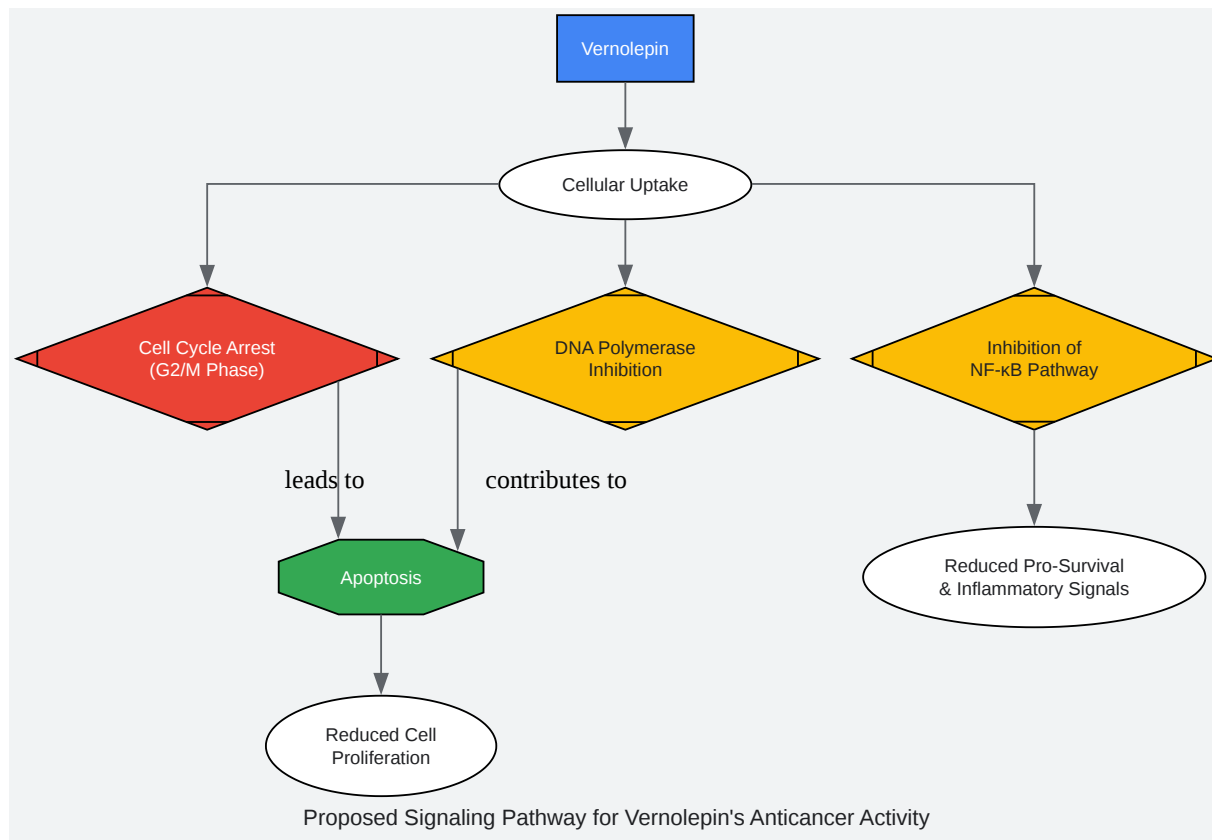 Vernolepin
Cellular Uptake
Cell Cycle Arrest
(G2/M Phase)
DNA Polymerase
Inhibition
Inhibition of
NF-κB Pathway
leads to
contributes to
Apoptosis
Reduced Pro-Survival
& Inflammatory Signals
Reduced Cell
Proliferation
Proposed Signaling Pathway for Vernolepin's Anticancer Activity